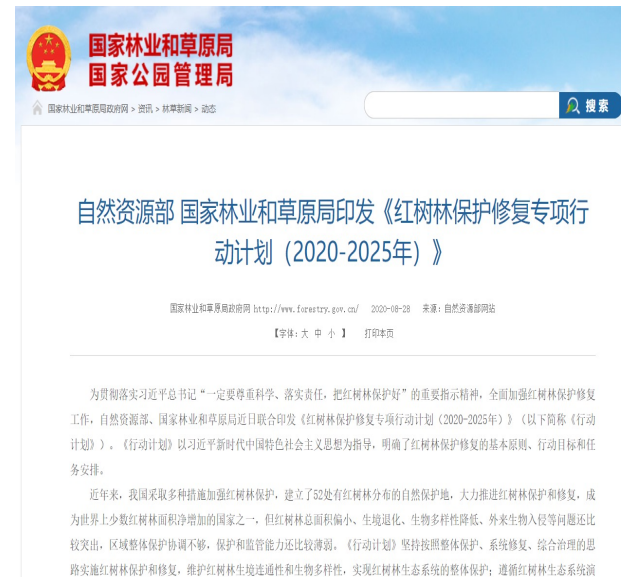 国家林业和草原局
国家公园管理局
国家林业和草原局政府网 > 资讯 > 林草新闻 > 动态
搜索
自然资源部 国家林业和草原局印发《红树林保护修复专项行
动计划（2020-2025年）》
国家林业和草原局政府网 http://www.forestry.gov.cn/ 2020-08-28 来源：自然资源部网站
【字体：大 中 小 】 打印本页
为贯彻落实习近平总书记“一定要尊重科学、落实责任，把红树林保护好”的重要指示精神，全面加强红树林保护修复
工作，自然资源部、国家林业和草原局近日联合印发《红树林保护修复专项行动计划（2020-2025年）》（以下简称《行动
计划》）。《行动计划》以习近平新时代中国特色社会主义思想为指导，明确了红树林保护修复的基本原则、行动目标和任
务安排。
近年来，我国采取多种措施加强红树林保护，建立了52处有红树林分布的自然保护地，大力推进红树林保护和修复，成
为世界上少数红树林面积净增加的国家之一，但红树林总面积偏小、生境退化、生物多样性降低、外来生物入侵等问题还比
较突出，区域整体保护协调不够，保护和监管能力还比较薄弱。《行动计划》坚持按照整体保护、系统修复、综合治理的思
路实施红树林保护和修复，维护红树林生境连通性和生物多样性，实现红树林生态系统的整体保护；遵循红树林生态系统演